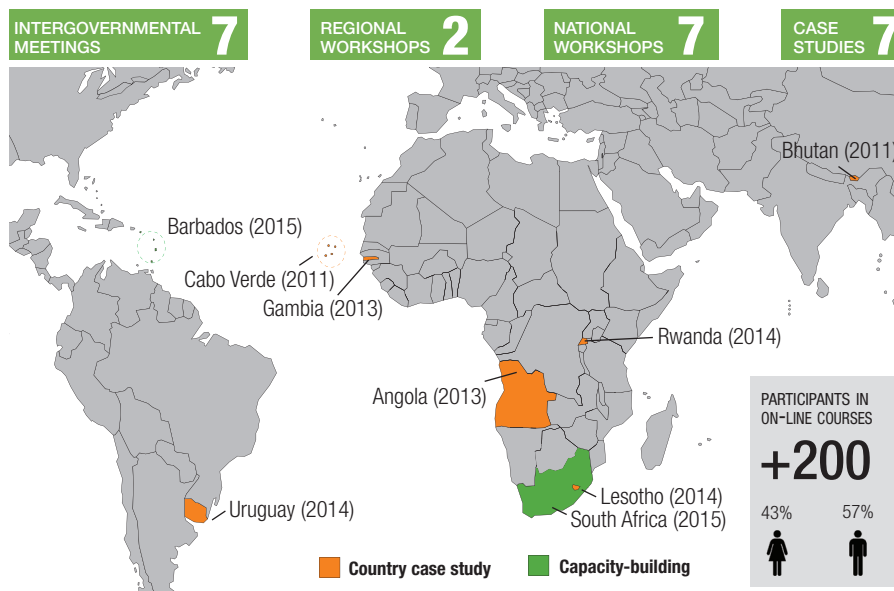 INTERGOVERNMENTAL
MEETINGS 7
REGIONAL
WORKSHOPS 2
NATIONAL
WORKSHOPS 7
CASE
STUDIES 7
Bhutan (2011)
Barbados (2015)
Cabo Verde (2011)
Gambia (2013)
Rwanda (2014)
Angola (2013)
Lesotho (2014)
South Africa (2015)
Uruguay (2014)
PARTICIPANTS IN
ON-LINE COURSES
+200
43% 57%
Country case study
Capacity-building